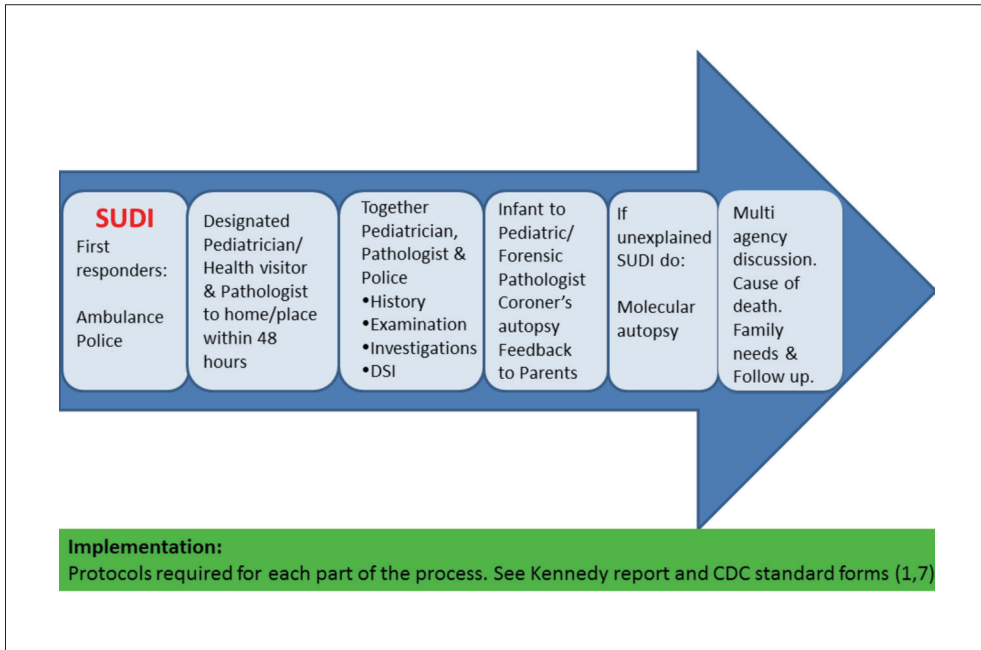 SUDI
First
responders:
Ambulance
Police
Designated
Pediatrician/
Health visitor
& Pathologist
to home/place
within 48
hours
Together
Pediatrician,
Pathologist &
Police
•History
•Examination
•Investigations
•DSI
Infant to
Pediatric/
Forensic
Pathologist
Coroner's
autopsy
Feedback
to Parents
If
unexplained
SUDI do:
Molecular
autopsy
Multi
agency
discussion.
Cause of
death.
Family
needs &
Follow up.
Implementation:
Protocols required for each part of the process. See Kennedy report and CDC standard forms (1,7)